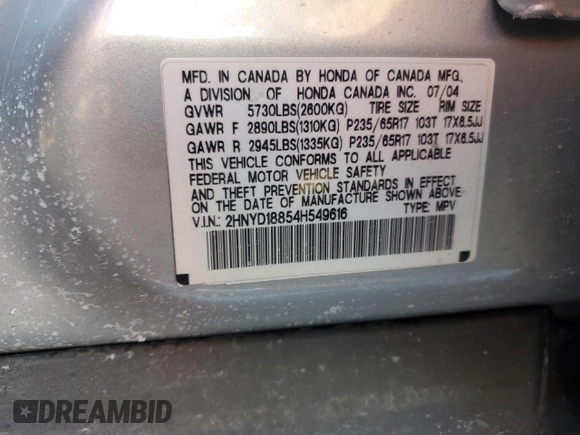 MFD. IN CANADA BY HONDA OF CANADA MFG.,
A DIVISION OF HONDA CANADA INC. 07/04
GVWR 5730LBS(2600KG) TIRE SIZE RIM SIZE
GAWR F 2890LBS(1310KG) P235/65R17 103T 17X6.5JJ
GAWR R 2945LBS(1335KG) P235/65R17 103T 17X6.5JJ
THIS VEHICLE CONFORMS TO ALL APPLICABLE
FEDERAL MOTOR VEHICLE SAFETY
AND THEFT PREVENTION STANDARDS IN EFFECT
ON THE DATE OF MANUFACTURE SHOWN ABOVE.
V.I.N.: 2HNYD18854H549616 TYPE: MPV
DREAMBID